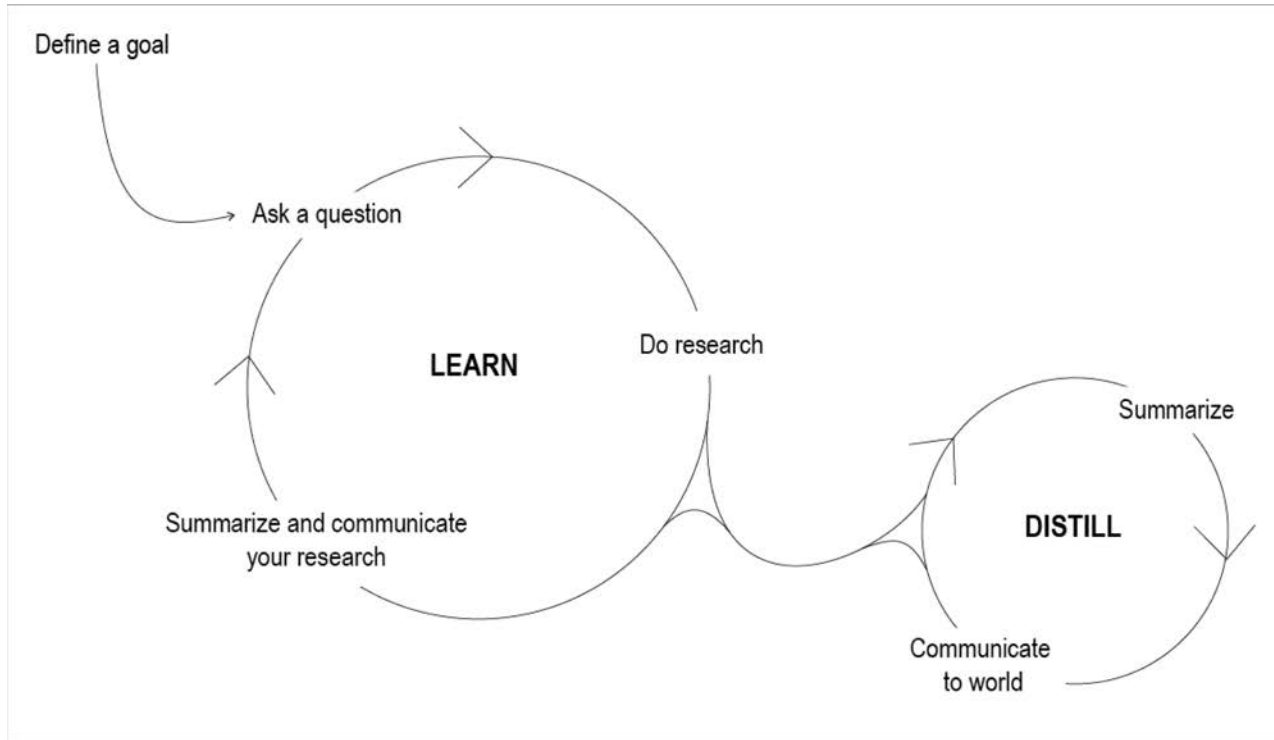 Define a goal
Ask a question
Do research
LEARN
Summarize and communicate
your research
Summarize
DISTILL
Communicate
to world